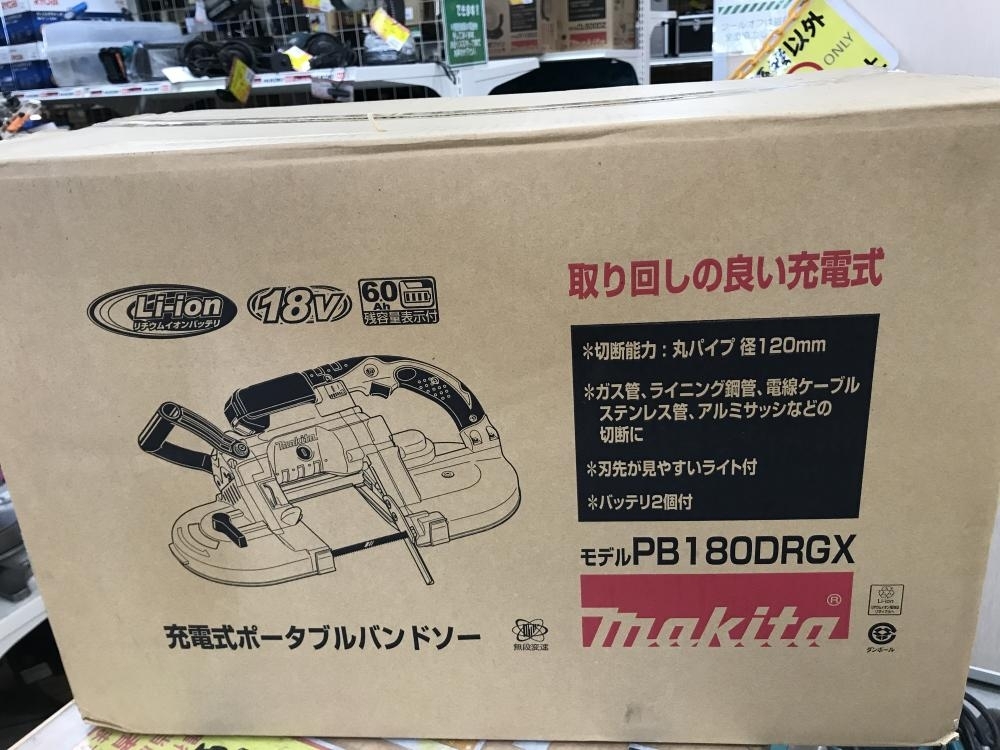 以外
ONLY
Li-ion
リチウムイオンバッテリ
18V
6.0
Ah
残容量表示付
取り回しの良い充電式
*切断能力:丸パイプ 径120mm
*ガス管、ライニング鋼管、電線ケーブル
ステンレス管、アルミサッシなどの
切断に
*刃先が見やすいライト付
*バッテリ2個付
makita
モデルPB180DRGX
makita®
充電式ポータブルバンドソー
無段変速
Li-ion
ダンボール